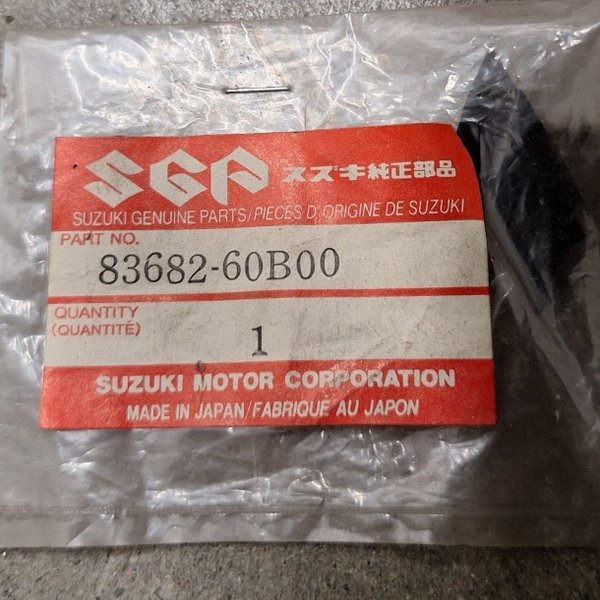 SGP スズキ純正部品
SUZUKI GENUINE PARTS/PIECES D'ORIGINE DE SUZUKI
PART NO.
83682-60B00
QUANTITY
(QUANTITÉ)
1
SUZUKI MOTOR CORPORATION
MADE IN JAPAN/FABRIQUE AU JAPON